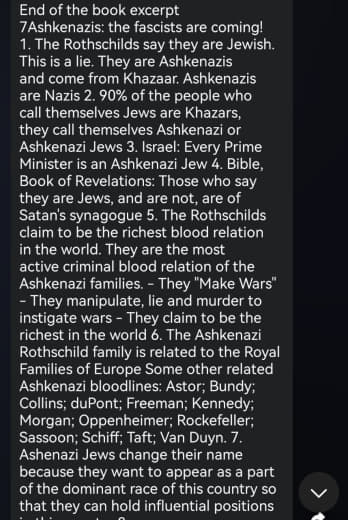 End of the book excerpt
7Ashkenazis: the fascists are coming!
1. The Rothschilds say they are Jewish.
This is a lie. They are Ashkenazis
and come from Khazaar. Ashkenazis
are Nazis 2. 90% of the people who
call themselves Jews are Khazars,
they call themselves Ashkenazi or
Ashkenazi Jews 3. Israel: Every Prime
Minister is an Ashkenazi Jew 4. Bible,
Book of Revelations: Those who say
they are Jews, and are not, are of
Satan's synagogue 5. The Rothschilds
claim to be the richest blood relation
in the world. They are the most
active criminal blood relation of the
Ashkenazi families. - They "Make Wars"
- They manipulate, lie and murder to
instigate wars - They claim to be the
richest in the world 6. The Ashkenazi
Rothschild family is related to the Royal
Families of Europe Some other related
Ashkenazi bloodlines: Astor; Bundy;
Collins; duPont; Freeman; Kennedy;
Morgan; Oppenheimer; Rockefeller;
Sassoon; Schiff; Taft; Van Duyn. 7.
Ashenazi Jews change their name
because they want to appear as a part
of the dominant race of this country so
that they can hold influential positions